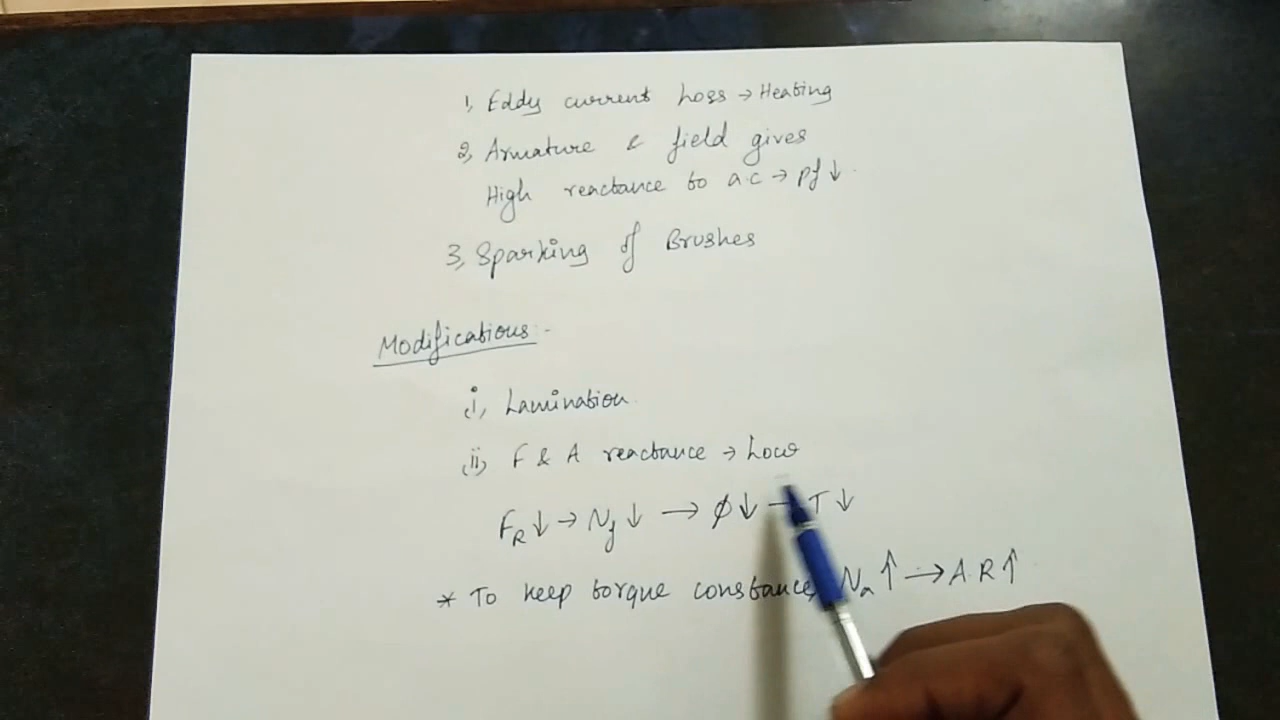 1, Eddy current Loss → Heating
2, Armature & field gives
High reactance to a.c → pf ↓.
3, Sparking of Brushes
Modifications:-
(i), Lamination.
(ii) F & A reactance → Low
F_R ↓ → N_f ↓ → φ ↓ → T ↓
* To keep torque constance, N_a ↑ → A.R ↑